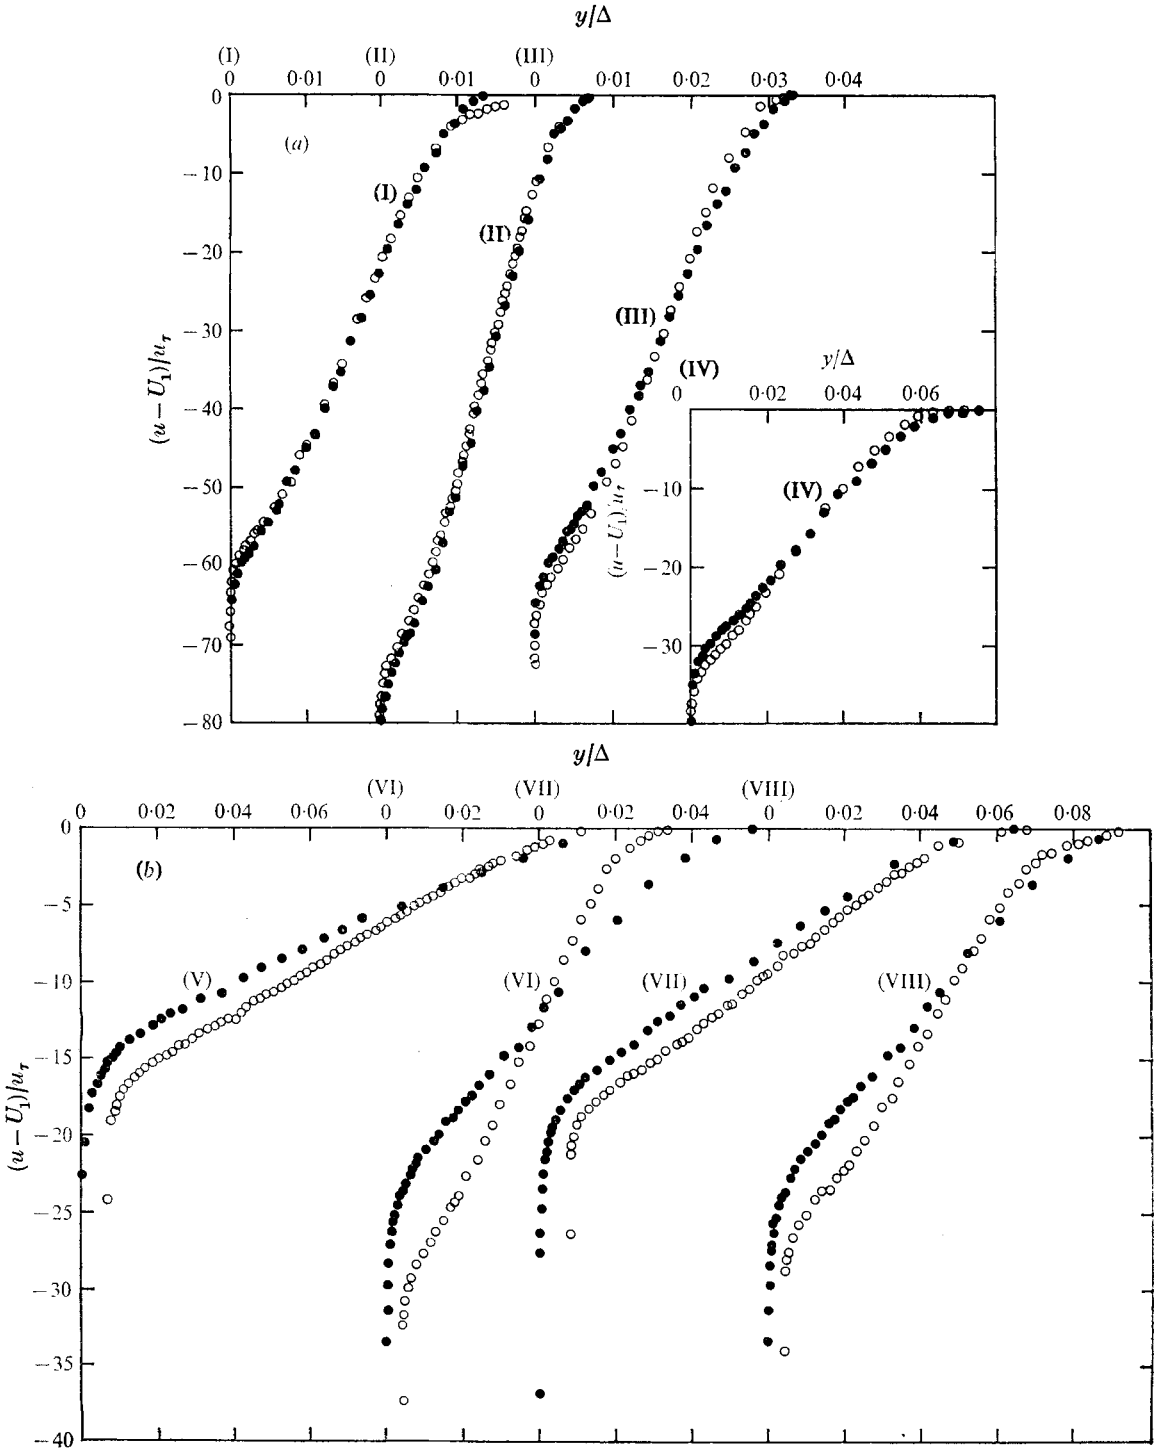 y/Δ
(I) (II) (III)
0 0·01 0 0·01 0 0·01 0·02 0·03 0·04
0
(a)
−10
(I)
(II)
−20
−30
(III)
(u − U₁)/u_τ
(IV) y/Δ
0 0·02 0·04 0·06
−40
−50
−10
(IV)
(u − U₁)/u_τ
−60
−20
−70
−30
−80
y/Δ
(VI) (VII) (VIII)
0 0·02 0·04 0·06 0 0·02 0 0·02 0·04 0 0·02 0·04 0·06 0·08
0
(b)
−5
−10
(V) (VI) (VII) (VIII)
−15
−20
(u − U₁)/u_τ
−25
−30
−35
−40